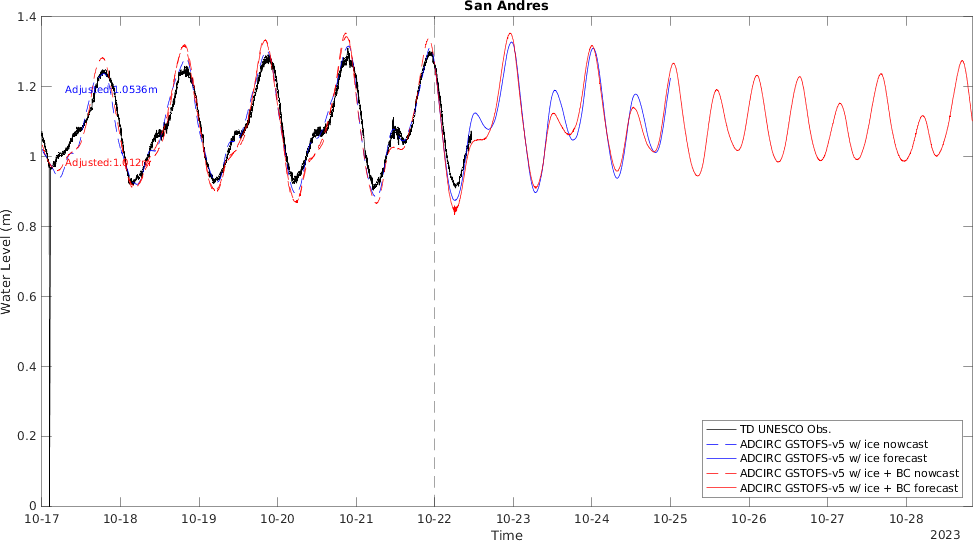 San Andres
1.4
1.2
1
0.8
0.6
0.4
0.2
0
Water Level (m)
Adjusted:1.0536m
Adjusted:1.012m
TD UNESCO Obs.
ADCIRC GSTOFS-v5 w/ ice nowcast
ADCIRC GSTOFS-v5 w/ ice forecast
ADCIRC GSTOFS-v5 w/ ice + BC nowcast
ADCIRC GSTOFS-v5 w/ ice + BC forecast
10-17 10-18 10-19 10-20 10-21 10-22 10-23 10-24 10-25 10-26 10-27 10-28
Time
2023